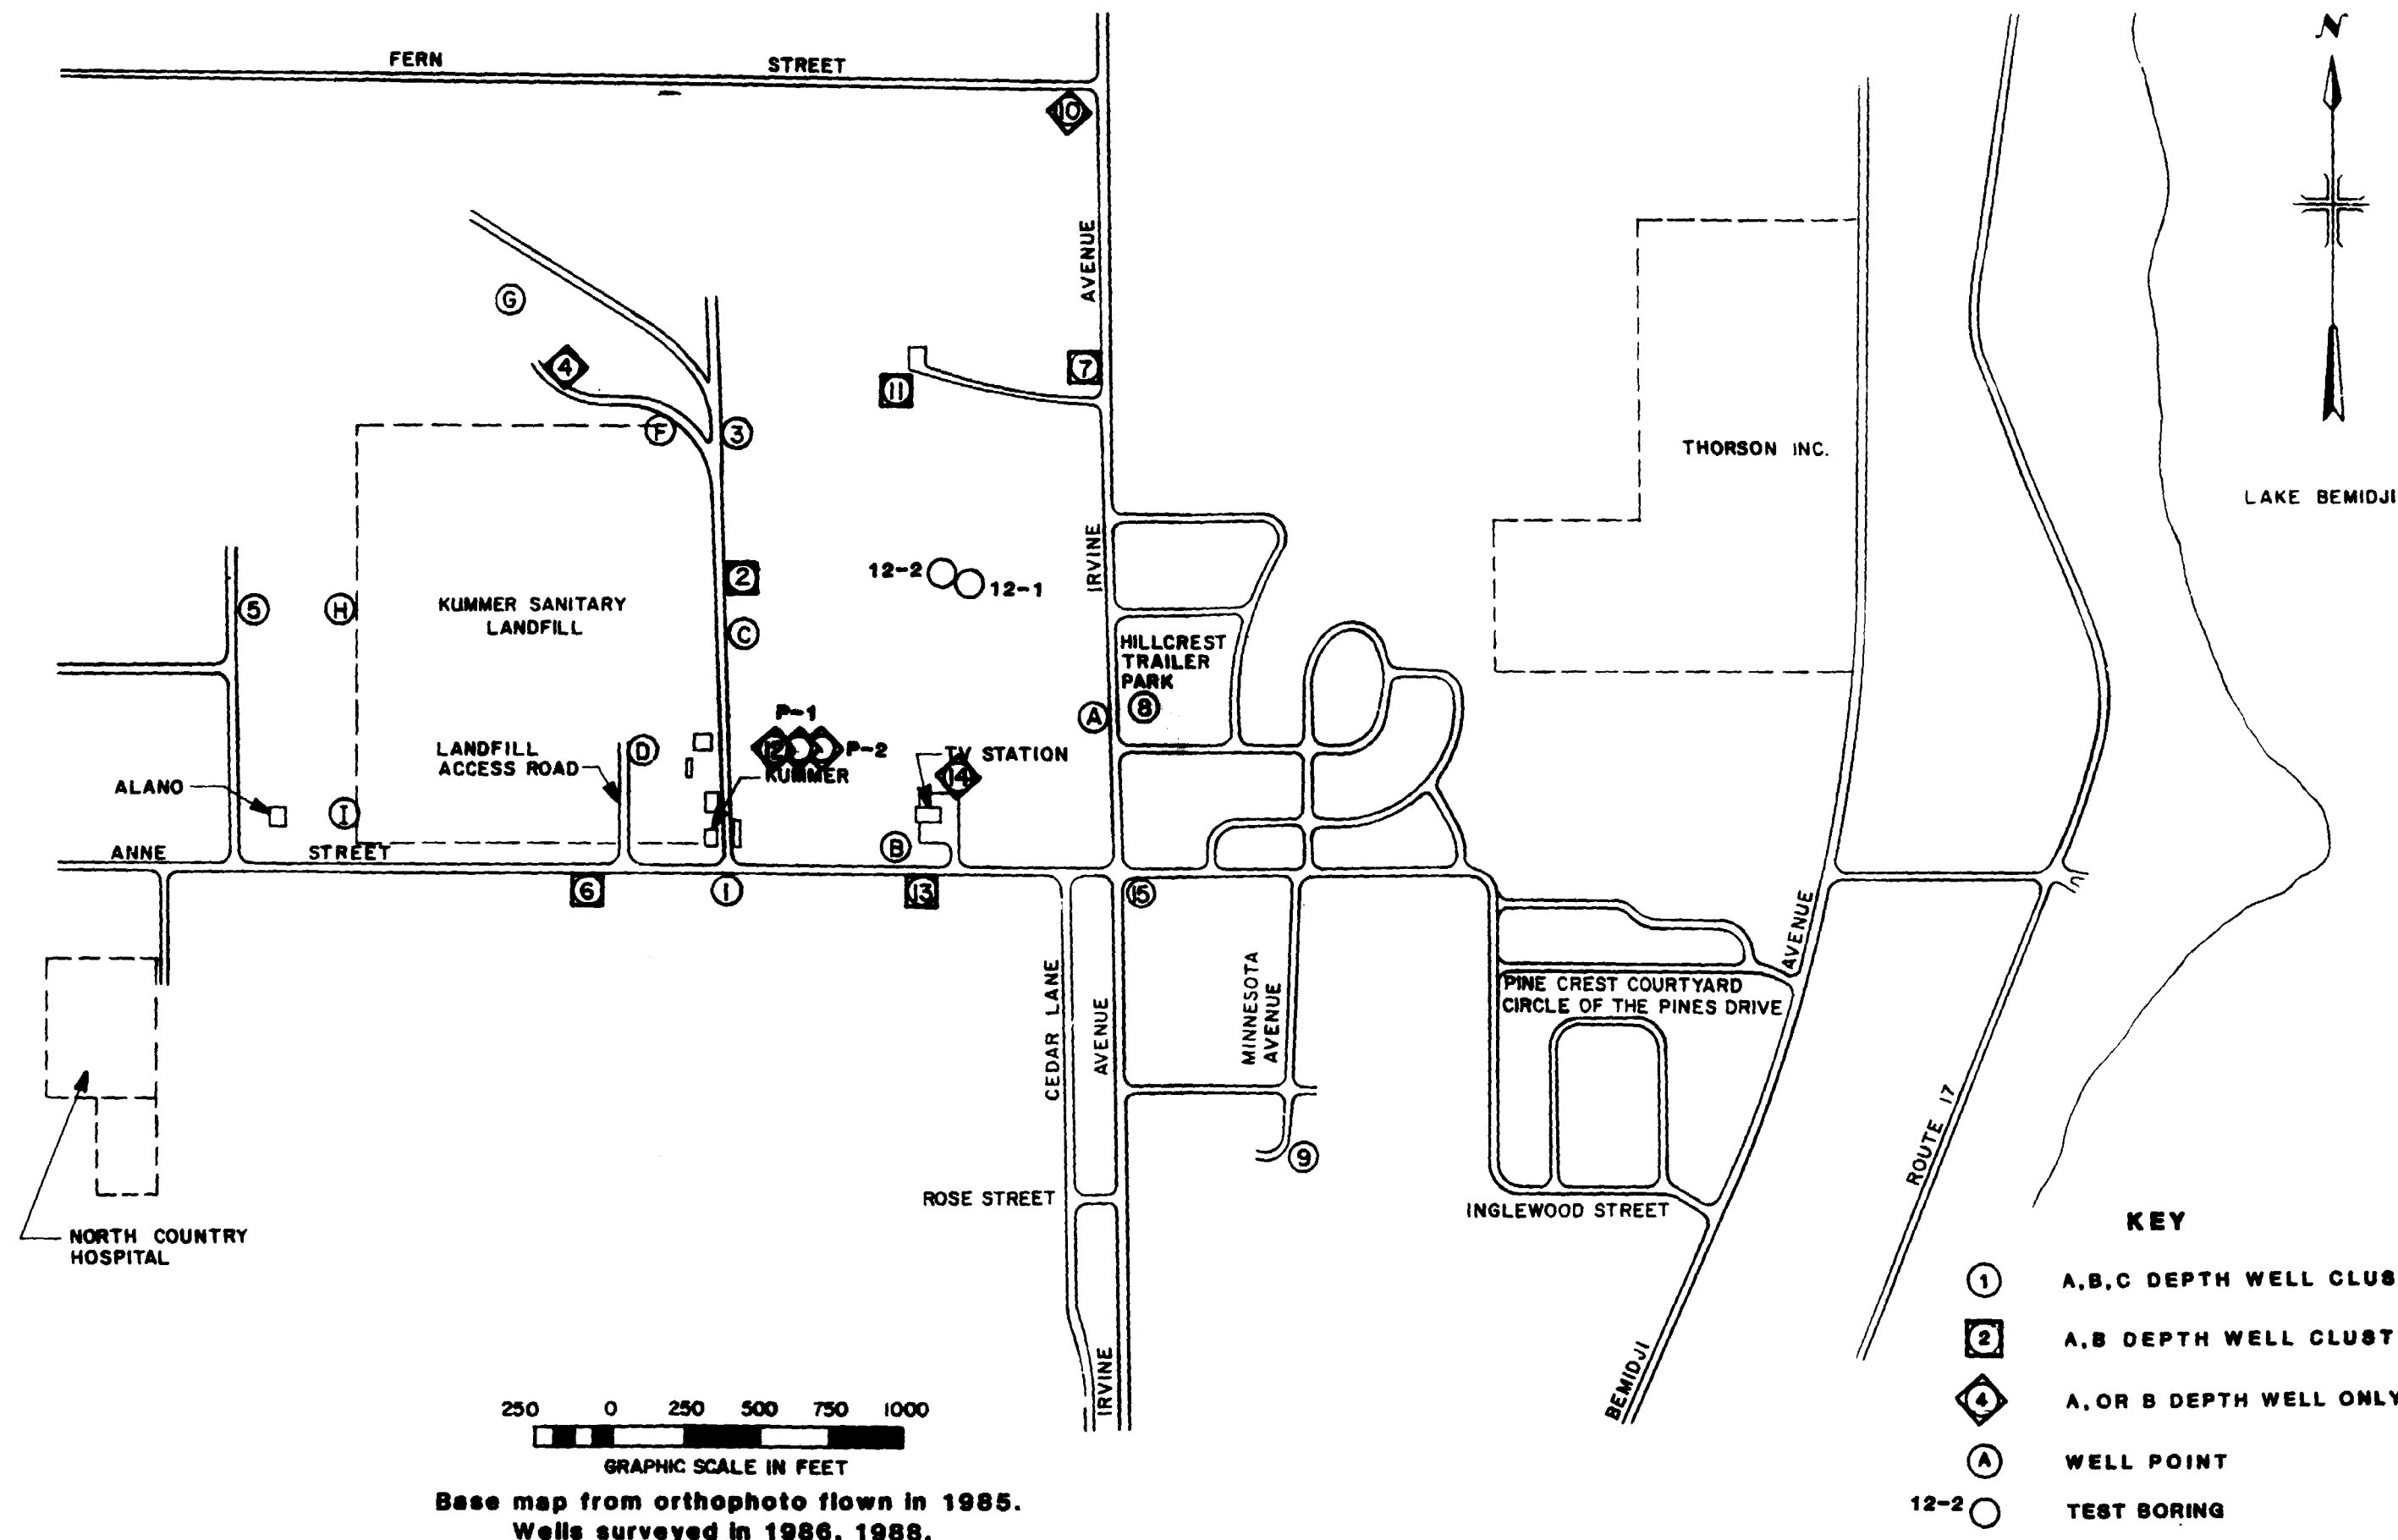 N
FERN STREET
10
AVENUE
G
4
7
11
F
3
THORSON INC.
LAKE BEMIDJI
IRVINE
12-2
12-1
2
5
H
KUMMER SANITARY
LANDFILL
C
HILLCREST
TRAILER
PARK
8
A
P-1
12
P-2
D
LANDFILL
ACCESS ROAD
TV STATION
14
KUMMER
ALANO
I
B
ANNE STREET
6
1
13
15
AVENUE
CEDAR LANE
AVENUE
MINNESOTA
AVENUE
PINE CREST COURTYARD
CIRCLE OF THE PINES DRIVE
9
ROUTE 17
ROSE STREET
INGLEWOOD STREET
NORTH COUNTRY
HOSPITAL
IRVINE
BEMIDJI
KEY
1 A,B,C DEPTH WELL CLUS
2 A,B DEPTH WELL CLUST
4 A, OR B DEPTH WELL ONLY
A WELL POINT
12-2 TEST BORING
250 0 250 500 750 1000
GRAPHIC SCALE IN FEET
Base map from orthophoto flown in 1985.
Wells surveyed in 1986, 1988.